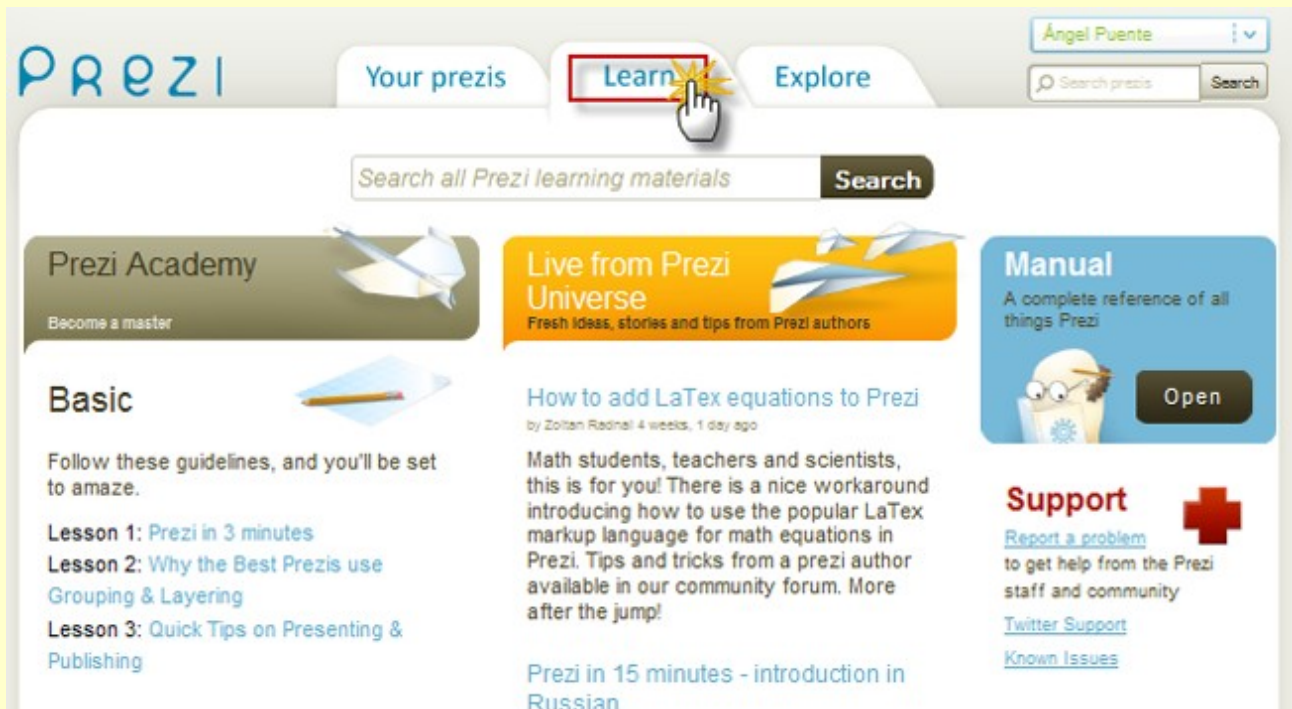 PREZI
Your prezis
Learn
Explore
Ángel Puente
Search prezis
Search
Search all Prezi learning materials
Search
Prezi Academy
Become a master
Basic
Follow these guidelines, and you'll be set
to amaze.
Lesson 1: Prezi in 3 minutes
Lesson 2: Why the Best Prezis use
Grouping & Layering
Lesson 3: Quick Tips on Presenting &
Publishing
Live from Prezi
Universe
Fresh ideas, stories and tips from Prezi authors
How to add LaTex equations to Prezi
by Zoltan Radnai 4 weeks, 1 day ago
Math students, teachers and scientists,
this is for you! There is a nice workaround
introducing how to use the popular LaTex
markup language for math equations in
Prezi. Tips and tricks from a prezi author
available in our community forum. More
after the jump!
Prezi in 15 minutes - introduction in
Russian
Manual
A complete reference of all
things Prezi
Open
Support
Report a problem
to get help from the Prezi
staff and community
Twitter Support
Known Issues